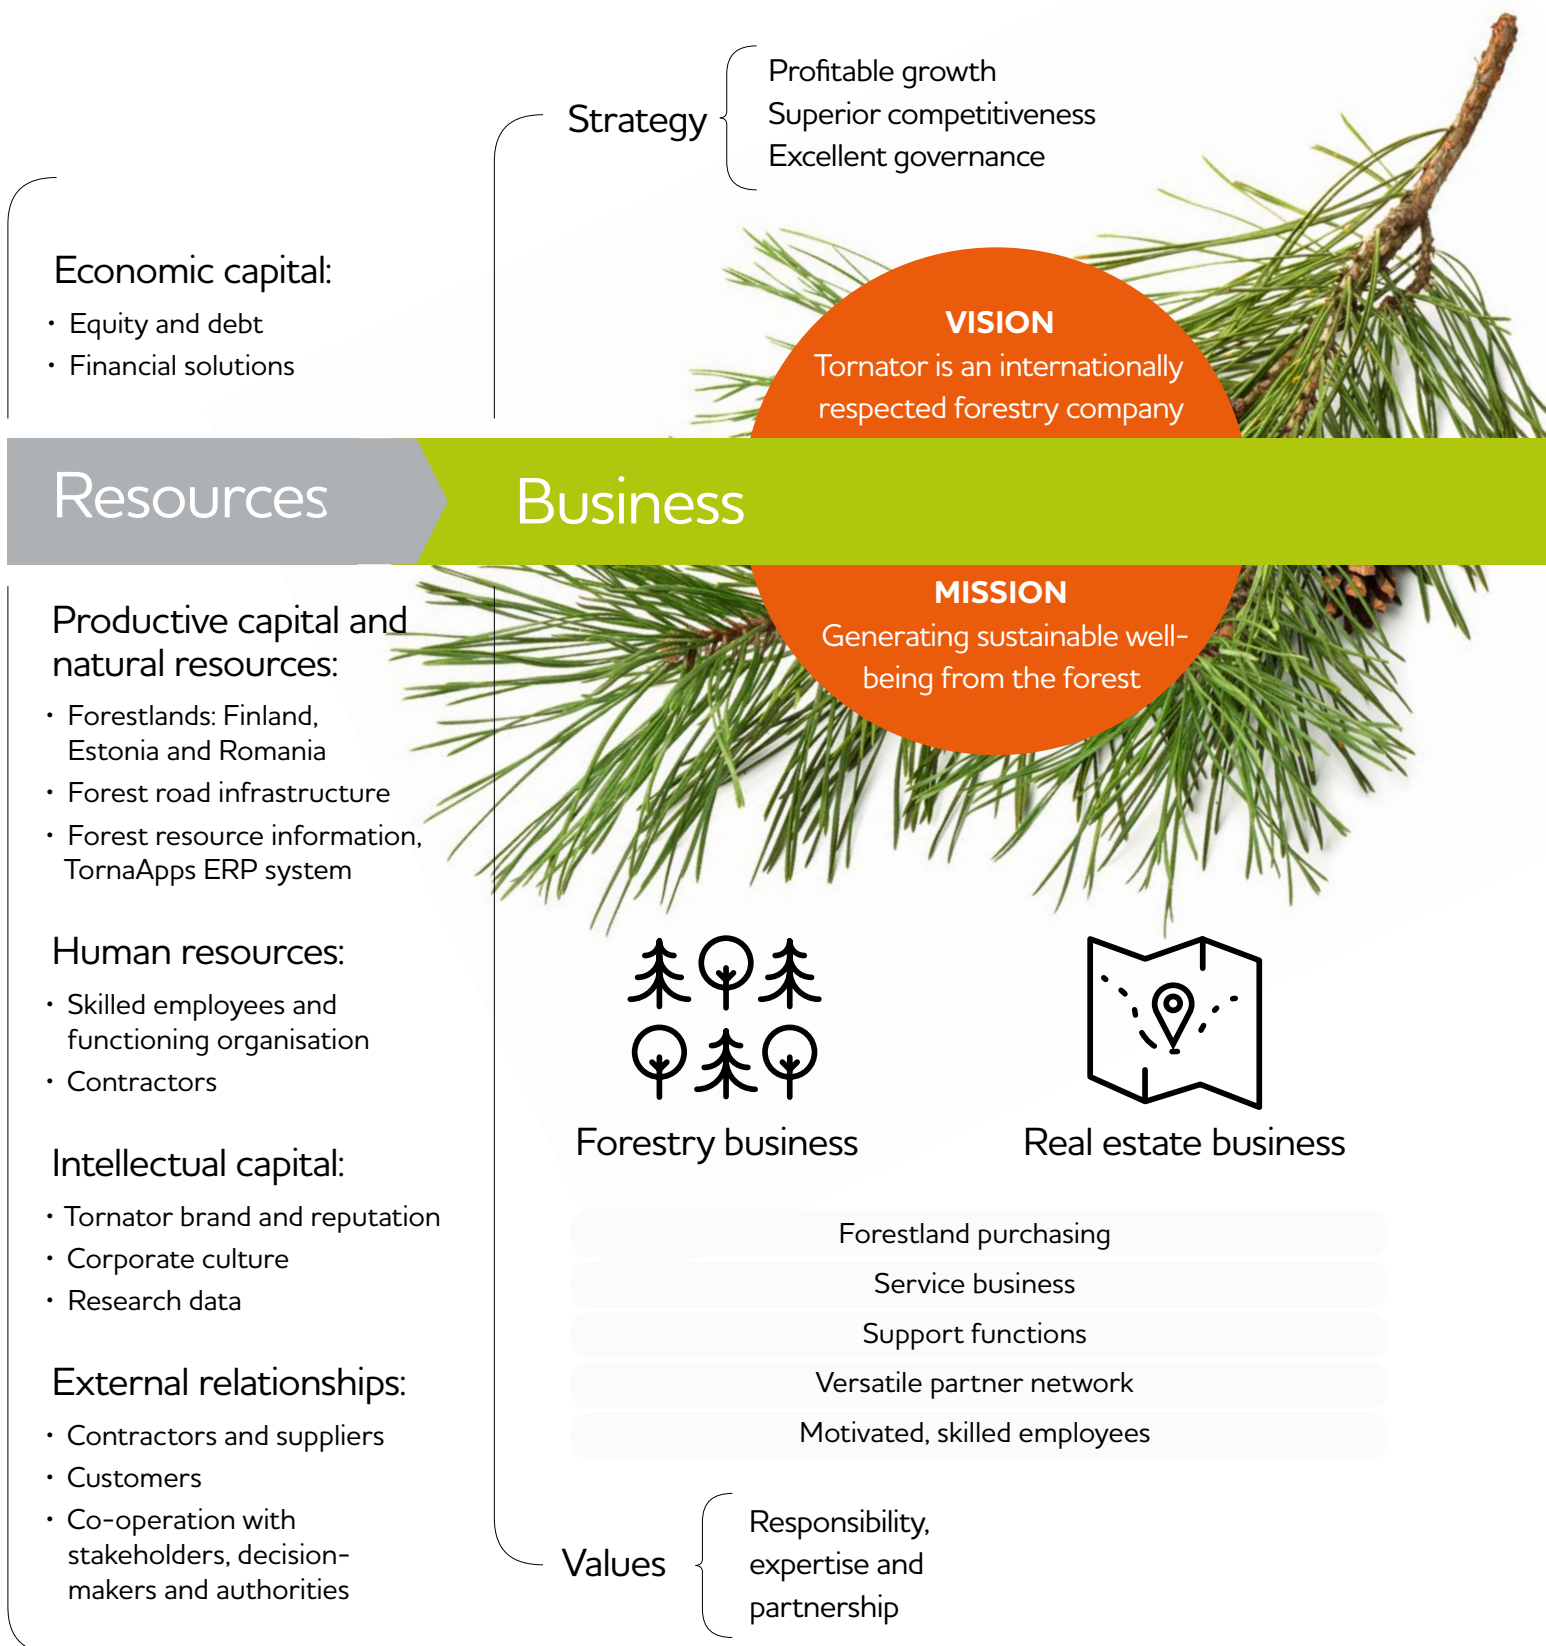 Strategy
Profitable growth
Superior competitiveness
Excellent governance
Economic capital:
• Equity and debt
• Financial solutions
VISION
Tornator is an internationally
respected forestry company
Resources
Business
MISSION
Generating sustainable well-
being from the forest
Productive capital and
natural resources:
• Forestlands: Finland,
Estonia and Romania
• Forest road infrastructure
• Forest resource information,
TornaApps ERP system
Human resources:
• Skilled employees and
functioning organisation
• Contractors
Intellectual capital:
• Tornator brand and reputation
• Corporate culture
• Research data
External relationships:
• Contractors and suppliers
• Customers
• Co-operation with
stakeholders, decision-
makers and authorities
Forestry business
Real estate business
Forestland purchasing
Service business
Support functions
Versatile partner network
Motivated, skilled employees
Values
Responsibility,
expertise and
partnership